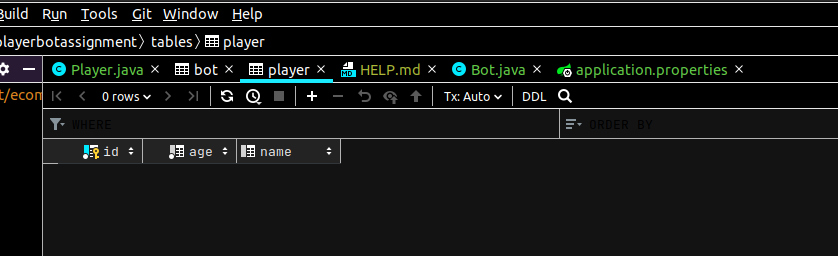 Build Run Tools Git Window Help
playerbotassignment〉tables〉player
Player.java × bot × player × HELP.md × Bot.java × application.properties ×
t/ecom
0 rows Tx: Auto DDL
WHERE ORDER BY
id age name